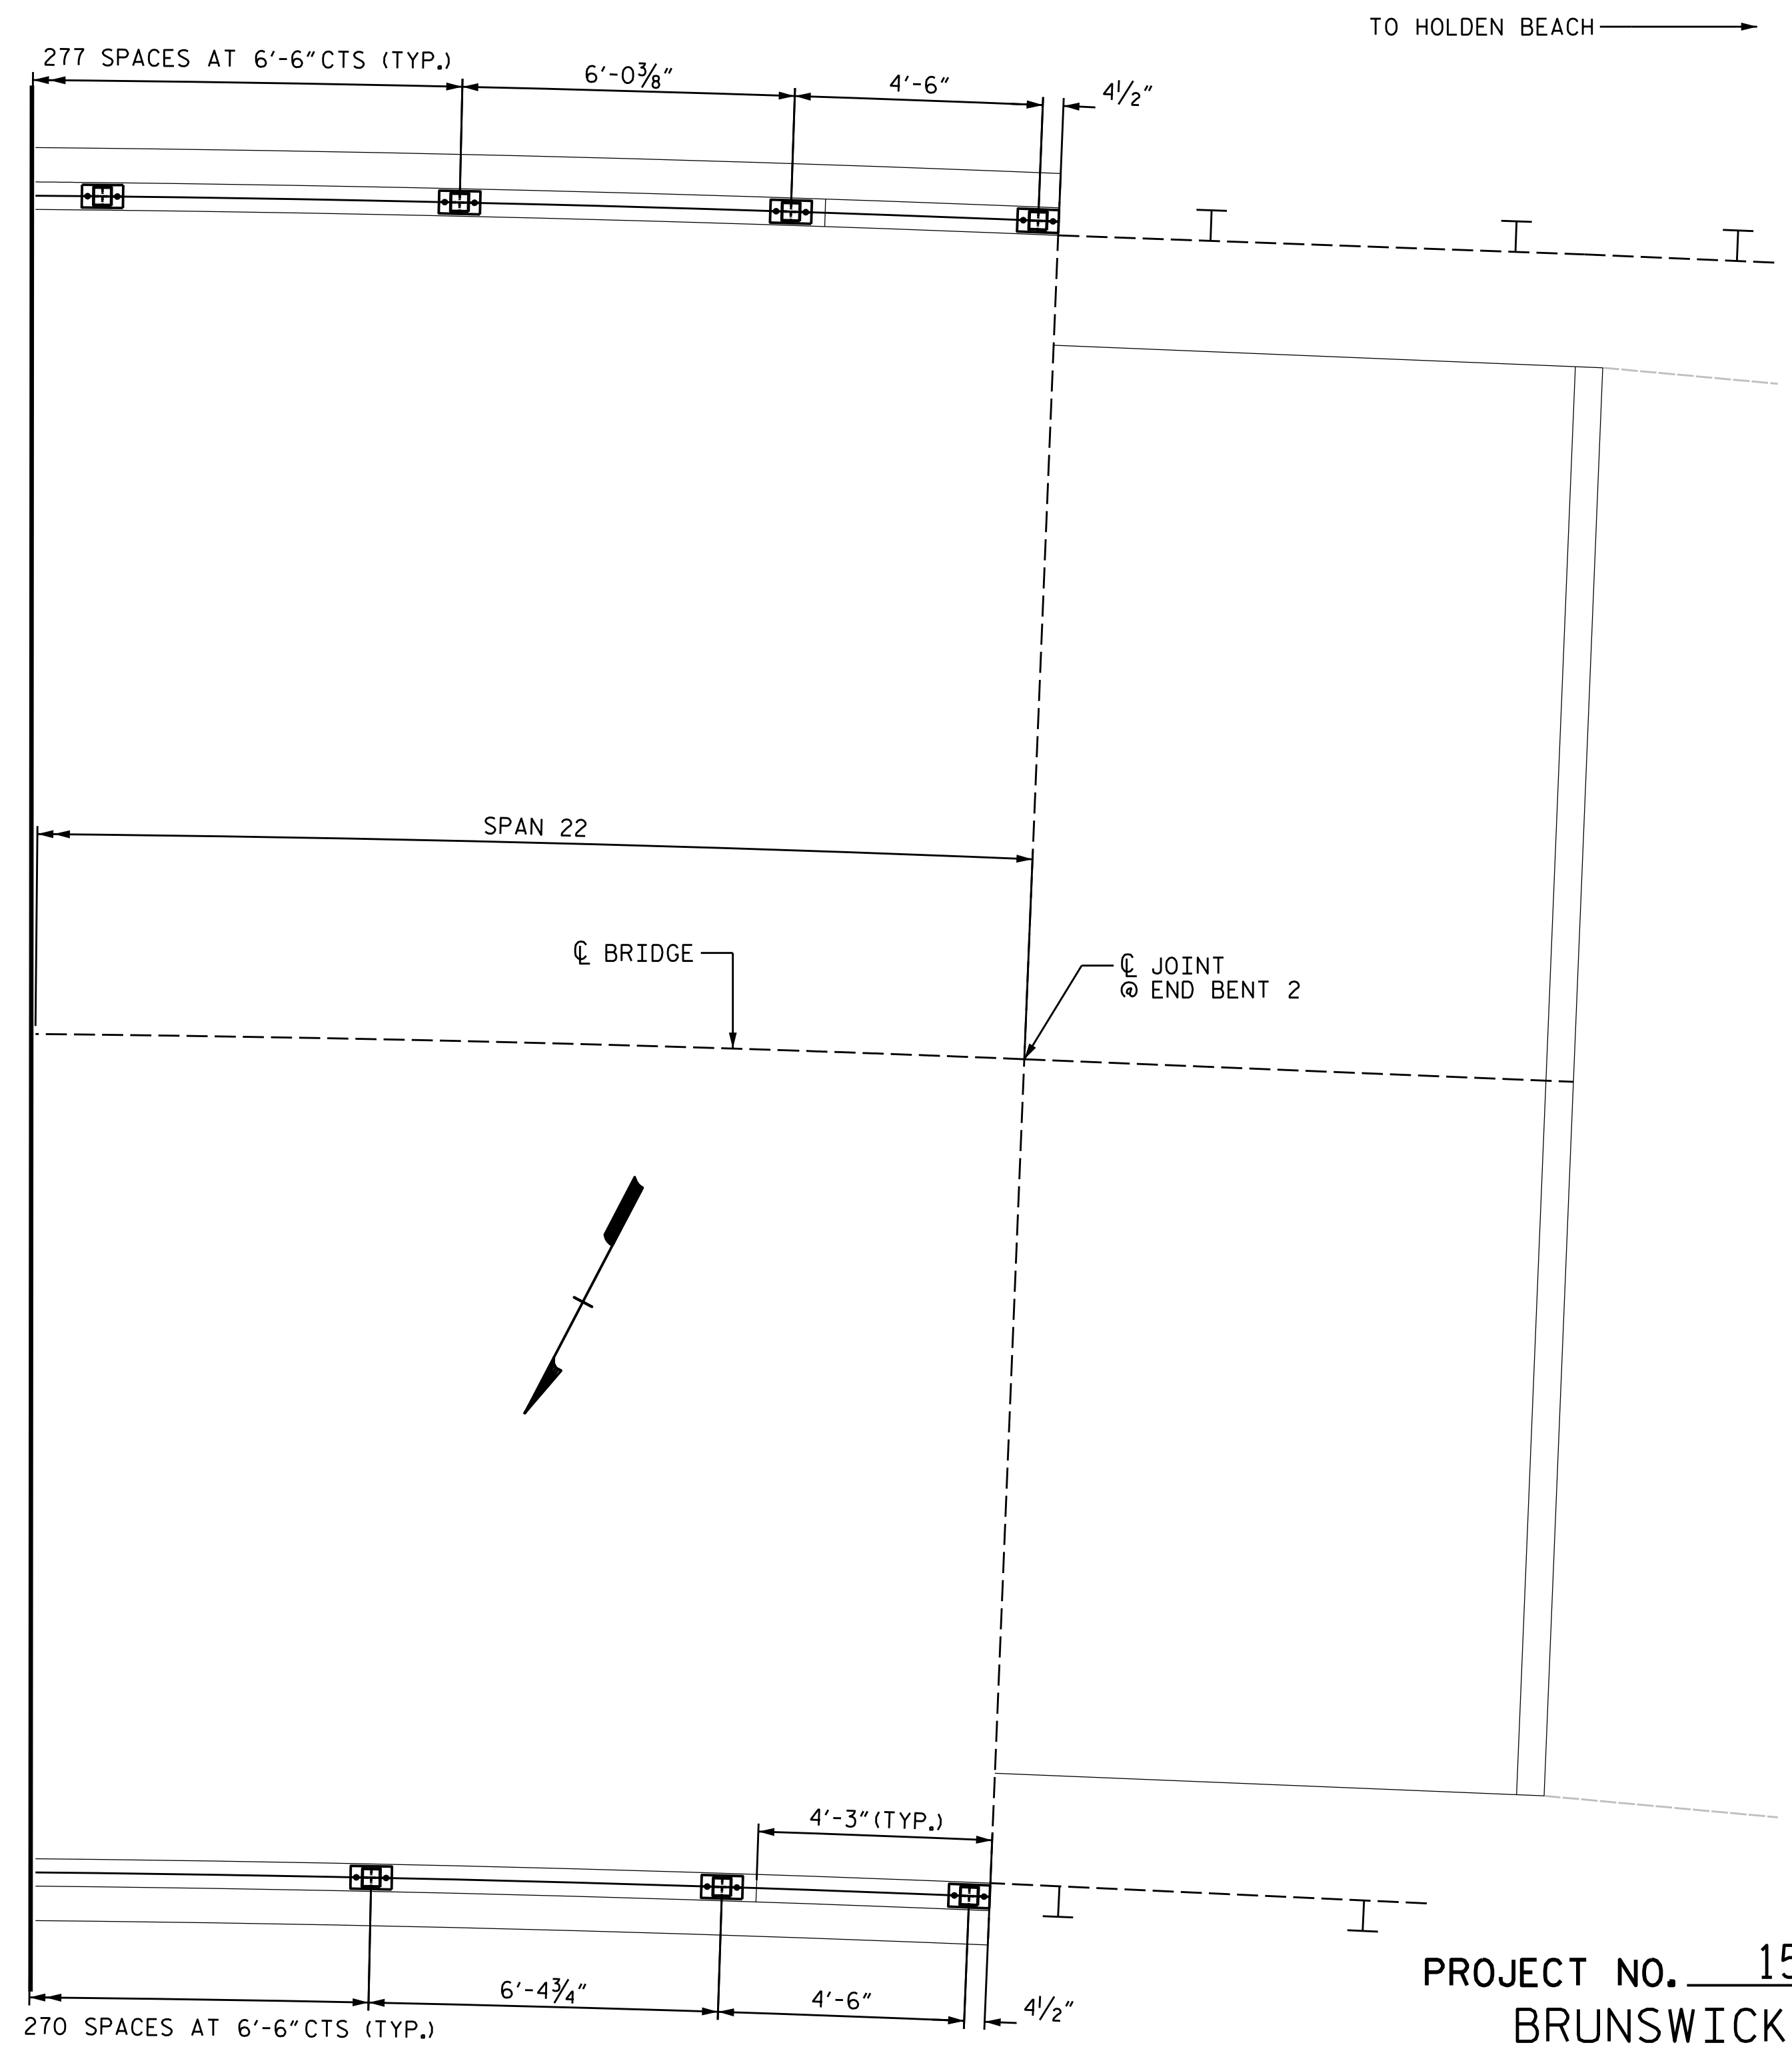 TO HOLDEN BEACH
277 SPACES AT 6'-6" CTS (TYP.)
6'-0⅜"
4'-6"
4½"
SPAN 22
℄ BRIDGE
℄ JOINT
@ END BENT 2
4'-3" (TYP.)
6'-4¾"
4'-6"
4½"
270 SPACES AT 6'-6" CTS (TYP.)
PROJECT NO. 15
BRUNSWICK